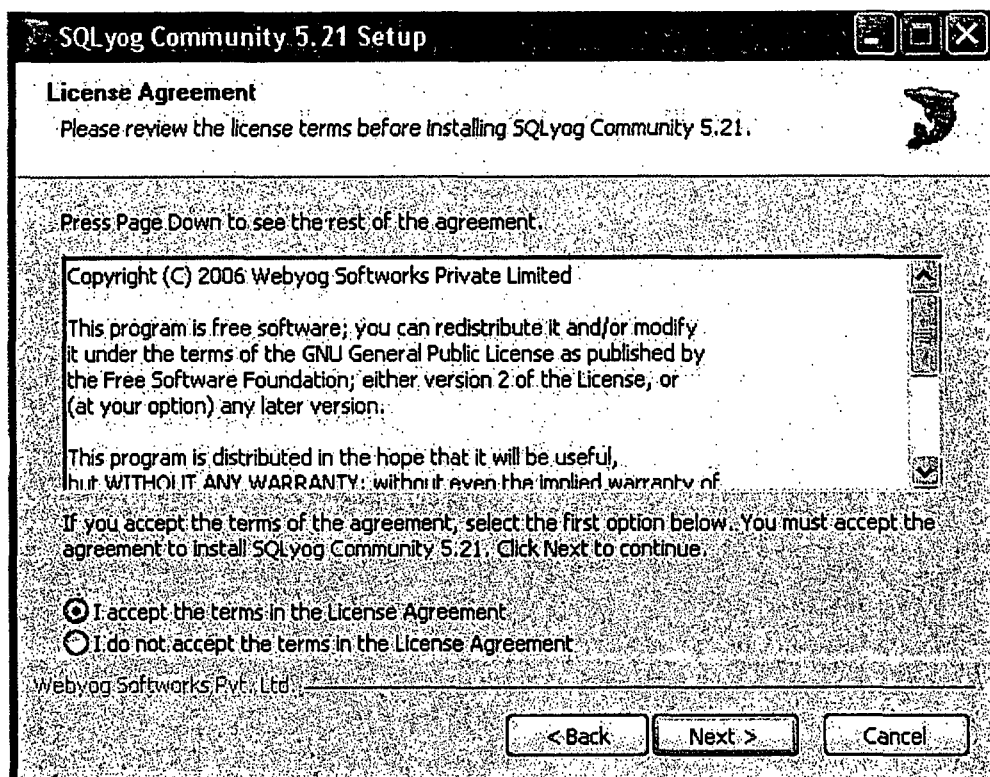 SQLyog Community 5.21 Setup
License Agreement
Please review the license terms before installing SQLyog Community 5.21.
Press Page Down to see the rest of the agreement.
Copyright (C) 2006 Webyog Softworks Private Limited
This program is free software; you can redistribute it and/or modify
it under the terms of the GNU General Public License as published by
the Free Software Foundation; either version 2 of the License, or
(at your option) any later version.
This program is distributed in the hope that it will be useful,
but WITHOUT ANY WARRANTY; without even the implied warranty of
If you accept the terms of the agreement, select the first option below. You must accept the
agreement to install SQLyog Community 5.21. Click Next to continue.
I accept the terms in the License Agreement
I do not accept the terms in the License Agreement
Webyog Softworks Pvt. Ltd.
< Back
Next >
Cancel